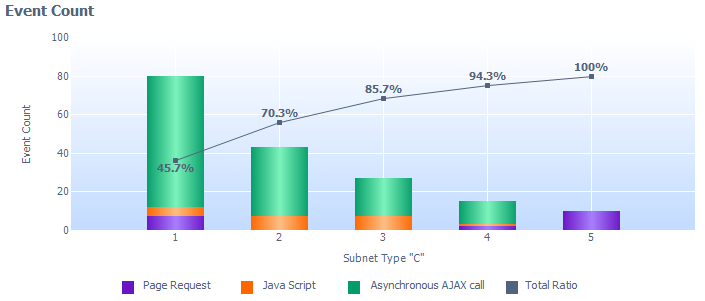 Event Count
100
80
60
40
20
0
Event Count
45.7%
70.3%
85.7%
94.3%
100%
1 2 3 4 5
Subnet Type "C"
Page Request Java Script Asynchronous AJAX call Total Ratio